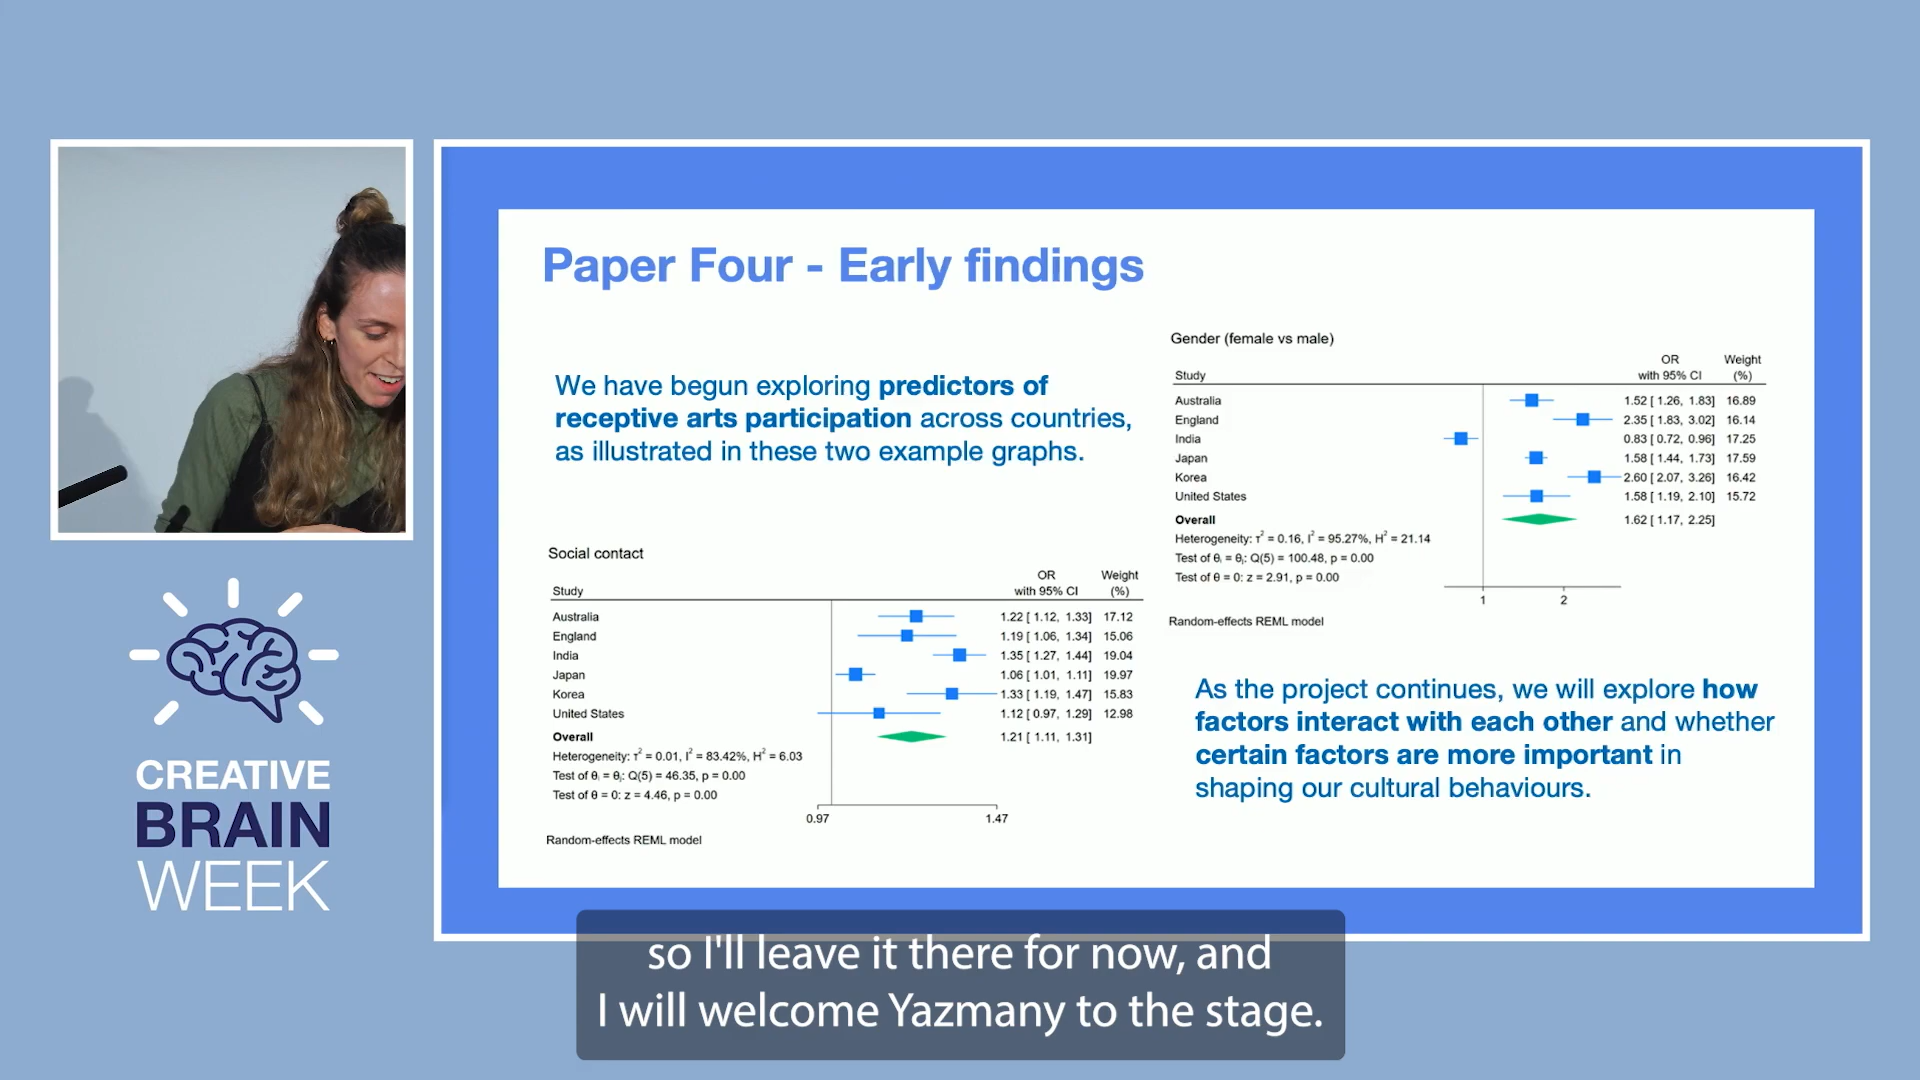 Paper Four - Early findings
We have begun exploring predictors of
receptive arts participation across countries,
as illustrated in these two example graphs.
Gender (female vs male)
OR Weight
Study with 95% CI (%)
Australia 1.52 [ 1.26, 1.83] 16.89
England 2.35 [ 1.83, 3.02] 16.14
India 0.83 [ 0.72, 0.96] 17.25
Japan 1.58 [ 1.44, 1.73] 17.59
Korea 2.60 [ 2.07, 3.26] 16.42
United States 1.58 [ 1.19, 2.10] 15.72
Overall 1.62 [ 1.17, 2.25]
Heterogeneity: τ² = 0.16, I² = 95.27%, H² = 21.14
Test of θᵢ = θⱼ: Q(5) = 100.48, p = 0.00
Test of θ = 0: z = 2.91, p = 0.00
1 2
Random-effects REML model
Social contact
OR Weight
Study with 95% CI (%)
Australia 1.22 [ 1.12, 1.33] 17.12
England 1.19 [ 1.06, 1.34] 15.06
India 1.35 [ 1.27, 1.44] 19.04
Japan 1.06 [ 1.01, 1.11] 19.97
Korea 1.33 [ 1.19, 1.47] 15.83
United States 1.12 [ 0.97, 1.29] 12.98
Overall 1.21 [ 1.11, 1.31]
Heterogeneity: τ² = 0.01, I² = 83.42%, H² = 6.03
Test of θᵢ = θⱼ: Q(5) = 46.35, p = 0.00
Test of θ = 0: z = 4.46, p = 0.00
0.97 1.47
Random-effects REML model
As the project continues, we will explore how
factors interact with each other and whether
certain factors are more important in
shaping our cultural behaviours.
CREATIVE
BRAIN
WEEK
so I'll leave it there for now, and
I will welcome Yazmany to the stage.